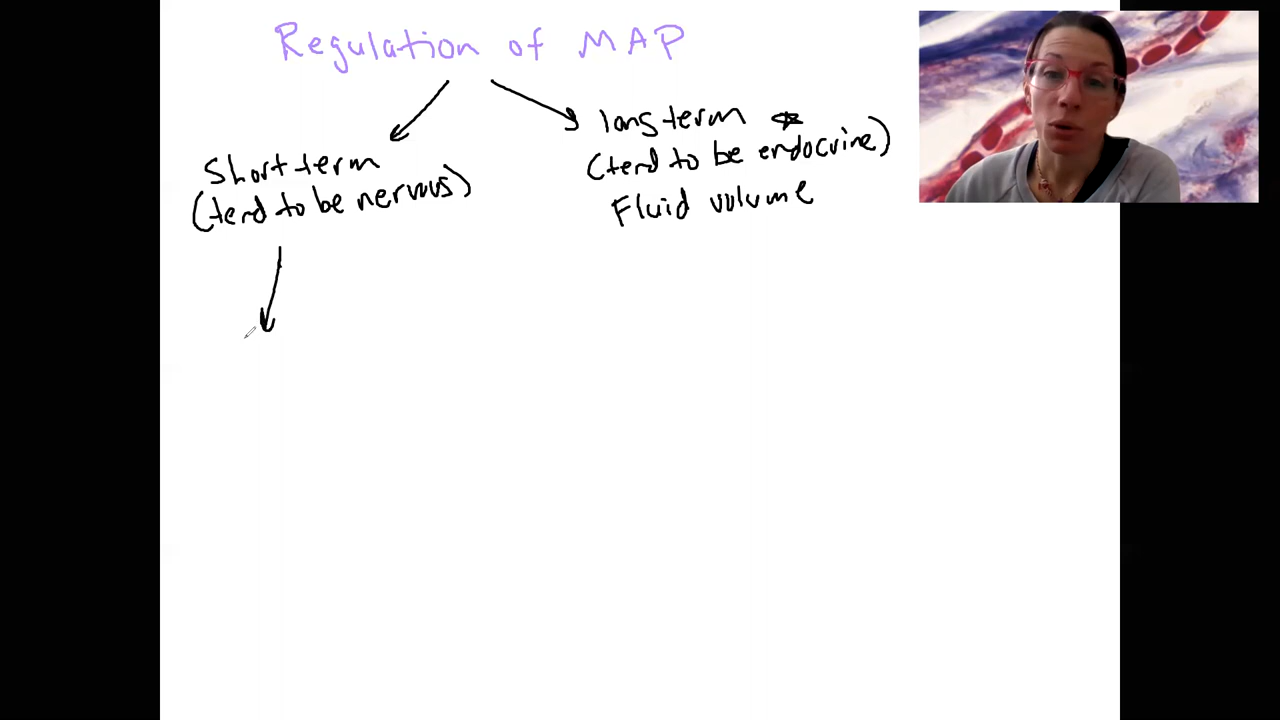 Regulation of MAP
Short term
(tend to be nervous)
long term
(tend to be endocrine)
Fluid volume